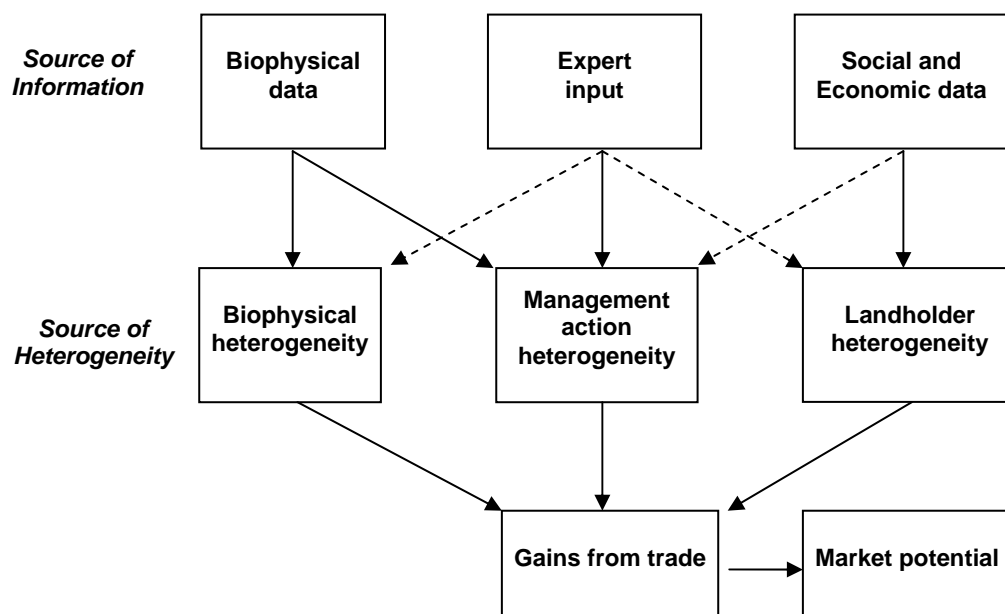 Source of
Information
Biophysical
data
Expert
input
Social and
Economic data
Source of
Heterogeneity
Biophysical
heterogeneity
Management
action
heterogeneity
Landholder
heterogeneity
Gains from trade
Market potential